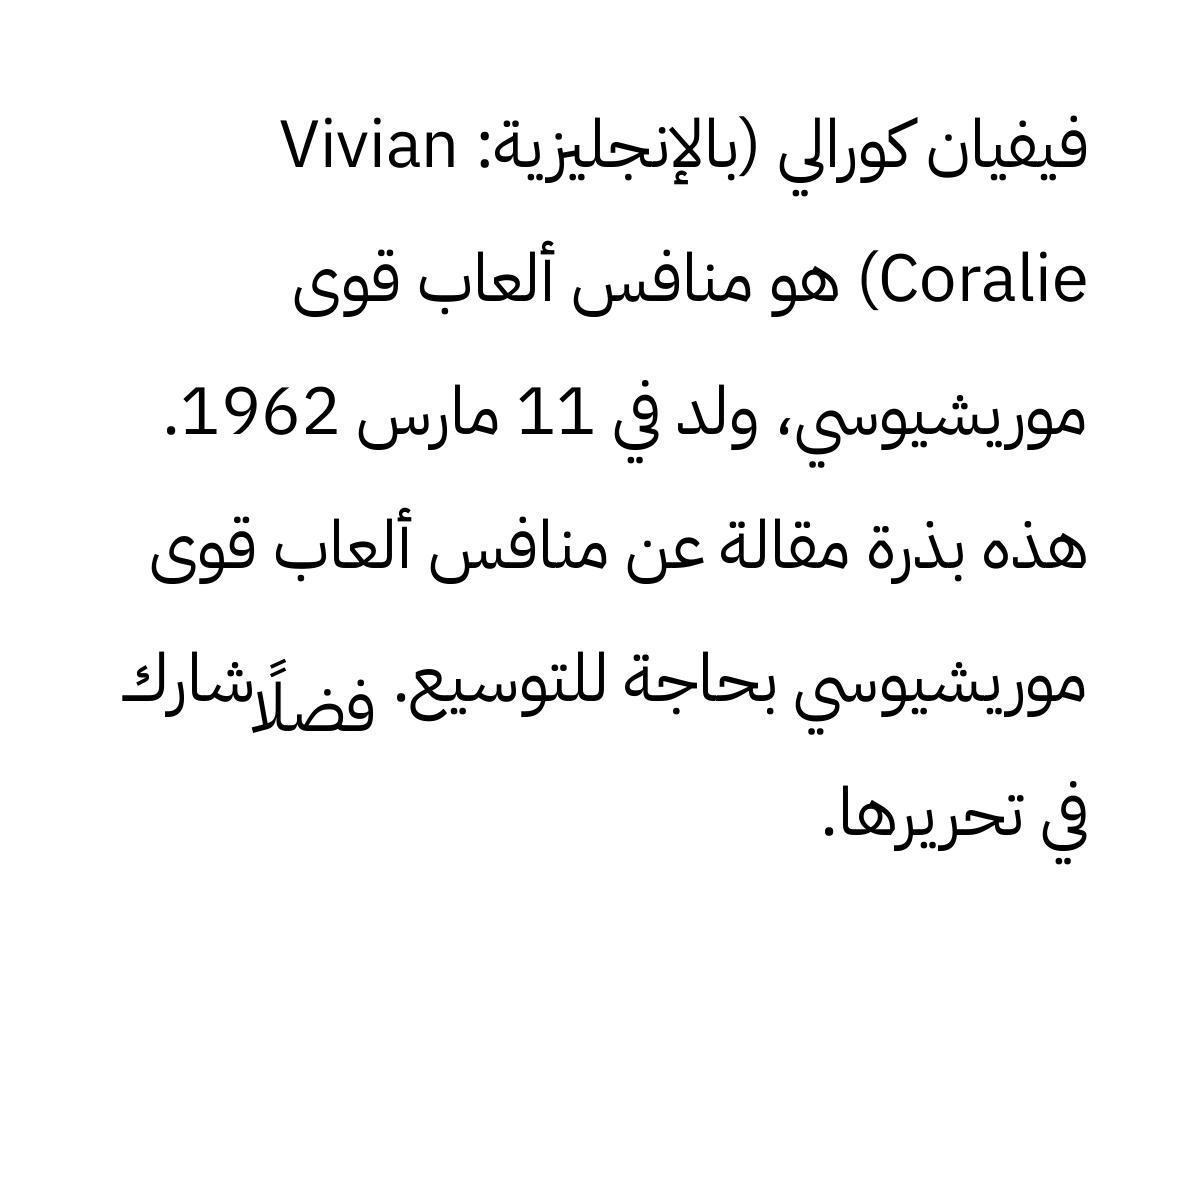 فيفيان كورالي (بالإنجليزية: Vivian
Coralie) هو منافس ألعاب قوى
موريشيوسي، ولد في 11 مارس 1962.
هذه بذرة مقالة عن منافس ألعاب قوى
موريشيوسي بحاجة للتوسيع. فضلًا شارك
في تحريرها.